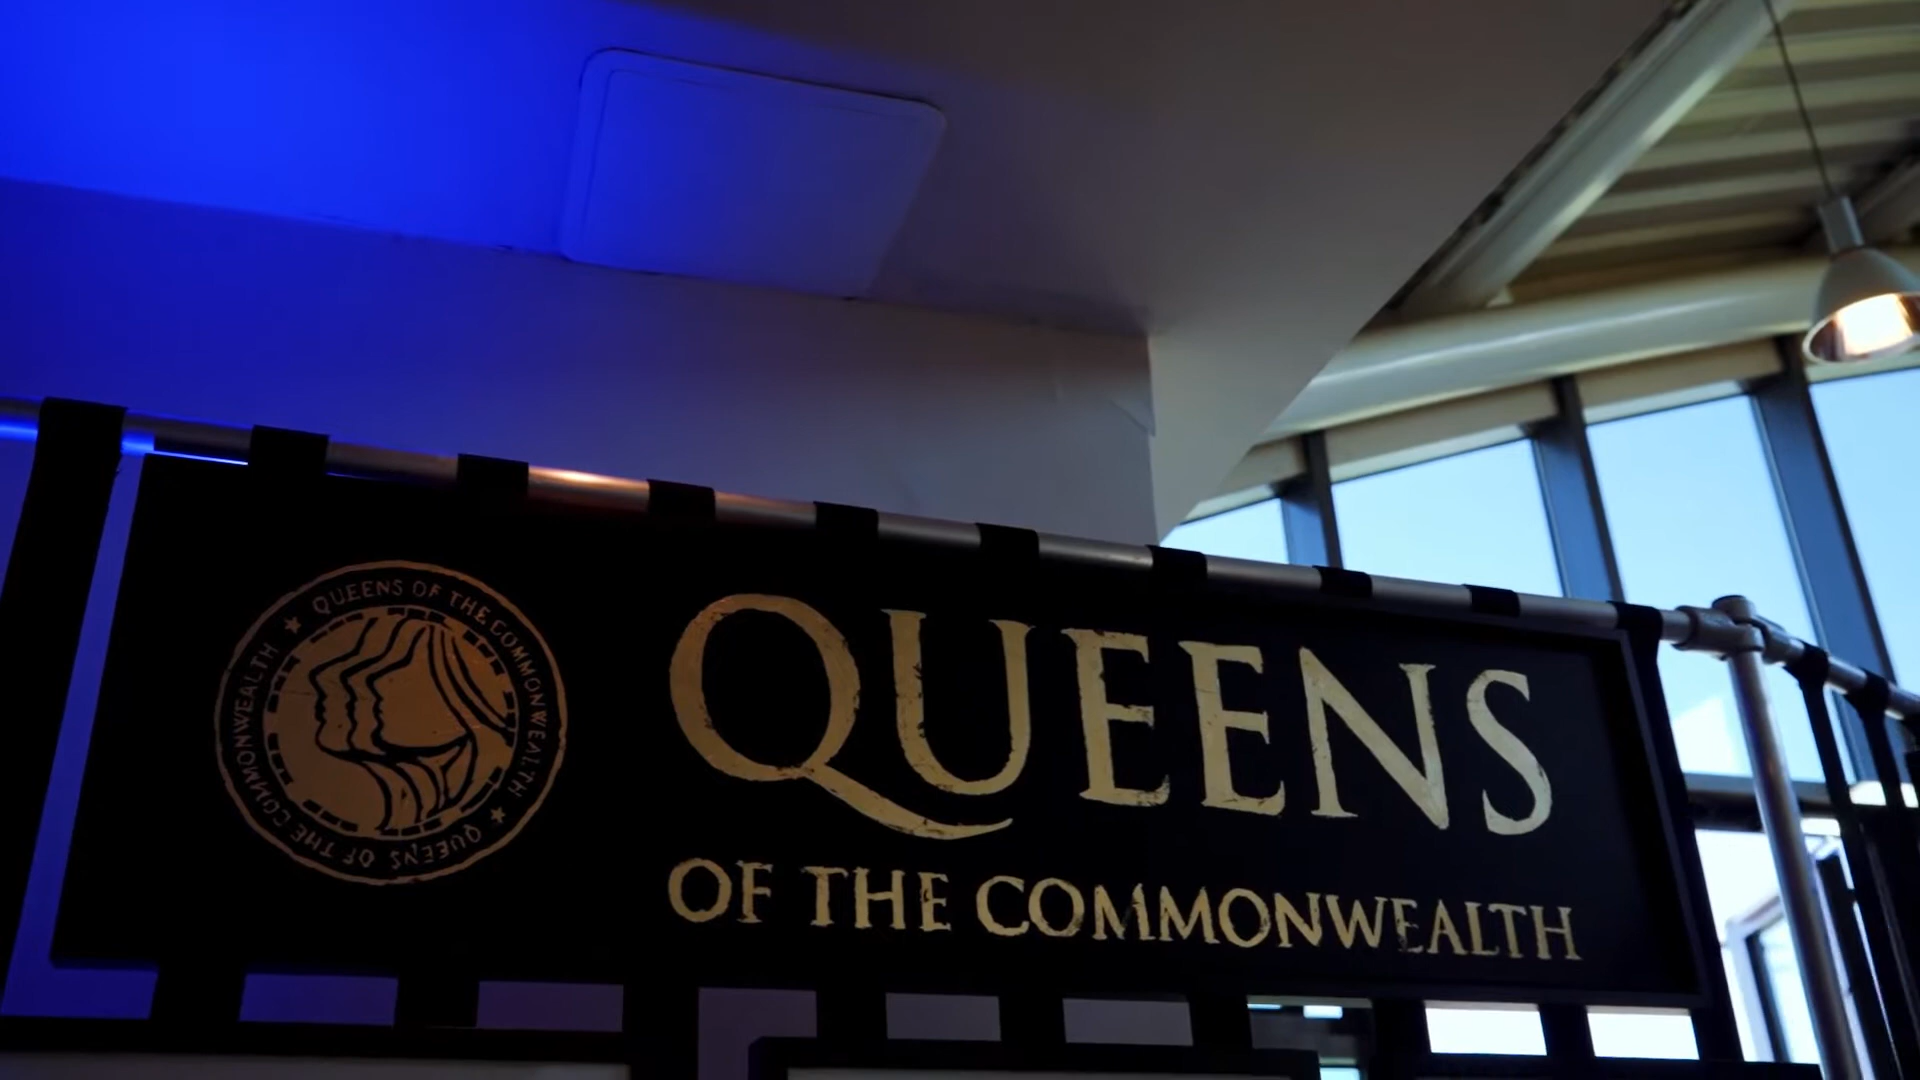 QUEENS OF THE COMMONWEALTH
QUEENS OF THE COMMONWEALTH
QUEENS
OF THE COMMONWEALTH